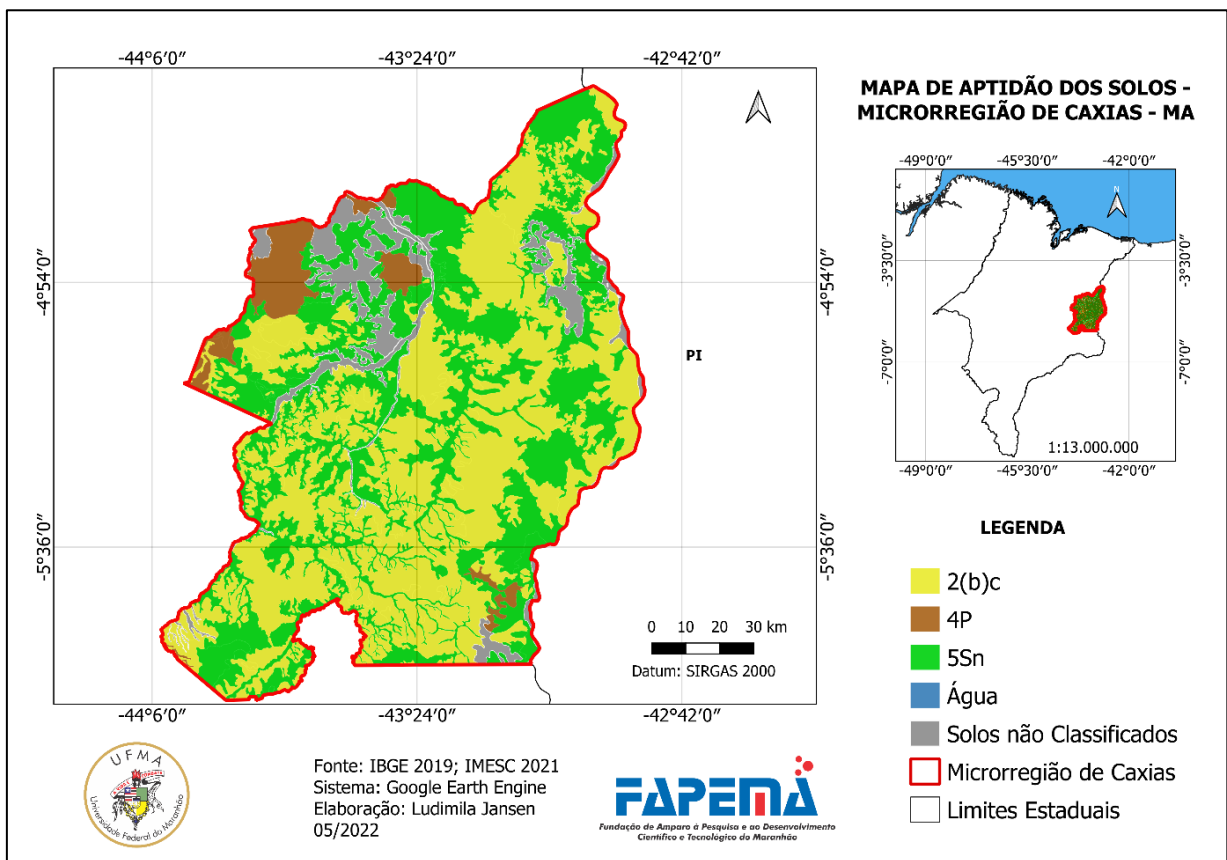 -44°6'0"
-43°24'0"
-42°42'0"
-4°54'0"
-4°54'0"
-5°36'0"
-5°36'0"
PI
0 10 20 30 km
Datum: SIRGAS 2000
-44°6'0"
-43°24'0"
-42°42'0"
MAPA DE APTIDÃO DOS SOLOS -
MICRORREGIÃO DE CAXIAS - MA
-49°0'0"
-45°30'0"
-42°0'0"
N
-3°30'0"
-3°30'0"
-7°0'0"
-7°0'0"
1:13.000.000
-49°0'0"
-45°30'0"
-42°0'0"
LEGENDA
2(b)c
4P
5Sn
Água
Solos não Classificados
Microrregião de Caxias
Limites Estaduais
UFMA
Universidade Federal do Maranhão
Fonte: IBGE 2019; IMESC 2021
Sistema: Google Earth Engine
Elaboração: Ludimila Jansen
05/2022
FAPEMA
Fundação de Amparo à Pesquisa e ao Desenvolvimento
Científico e Tecnológico do Maranhão